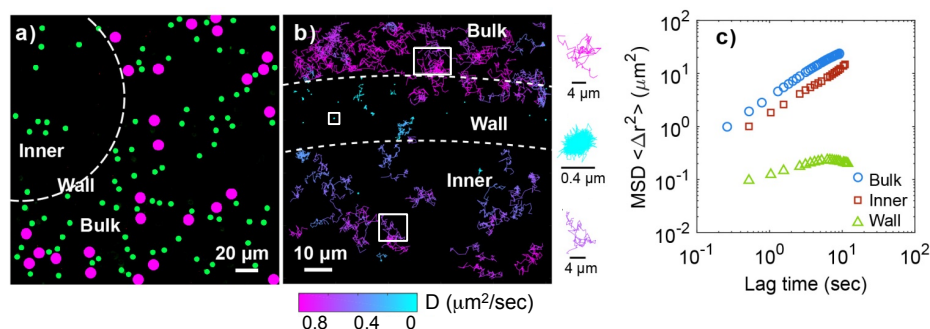 a)
Inner
Wall
Bulk
20 μm
b)
Bulk
Wall
Inner
10 μm
4 μm
0.4 μm
4 μm
D (μm²/sec)
0.8 0.4 0
c)
MSD <Δr²> (μm²)
10²
10¹
10⁰
10⁻¹
10⁻²
10⁻¹ 10⁰ 10¹ 10²
Lag time (sec)
Bulk
Inner
Wall